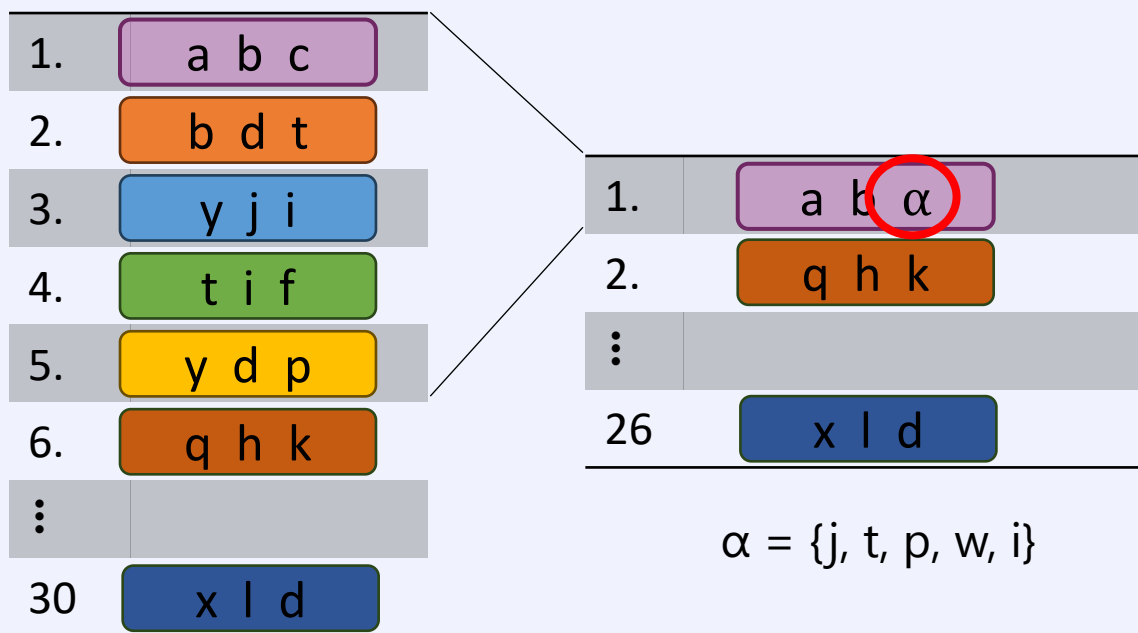 1. a b c
2. b d t
3. y j i
4. t i f
5. y d p
6. q h k
⋮
30 x l d
1. a b α
2. q h k
⋮
26 x l d
α = {j, t, p, w, i}